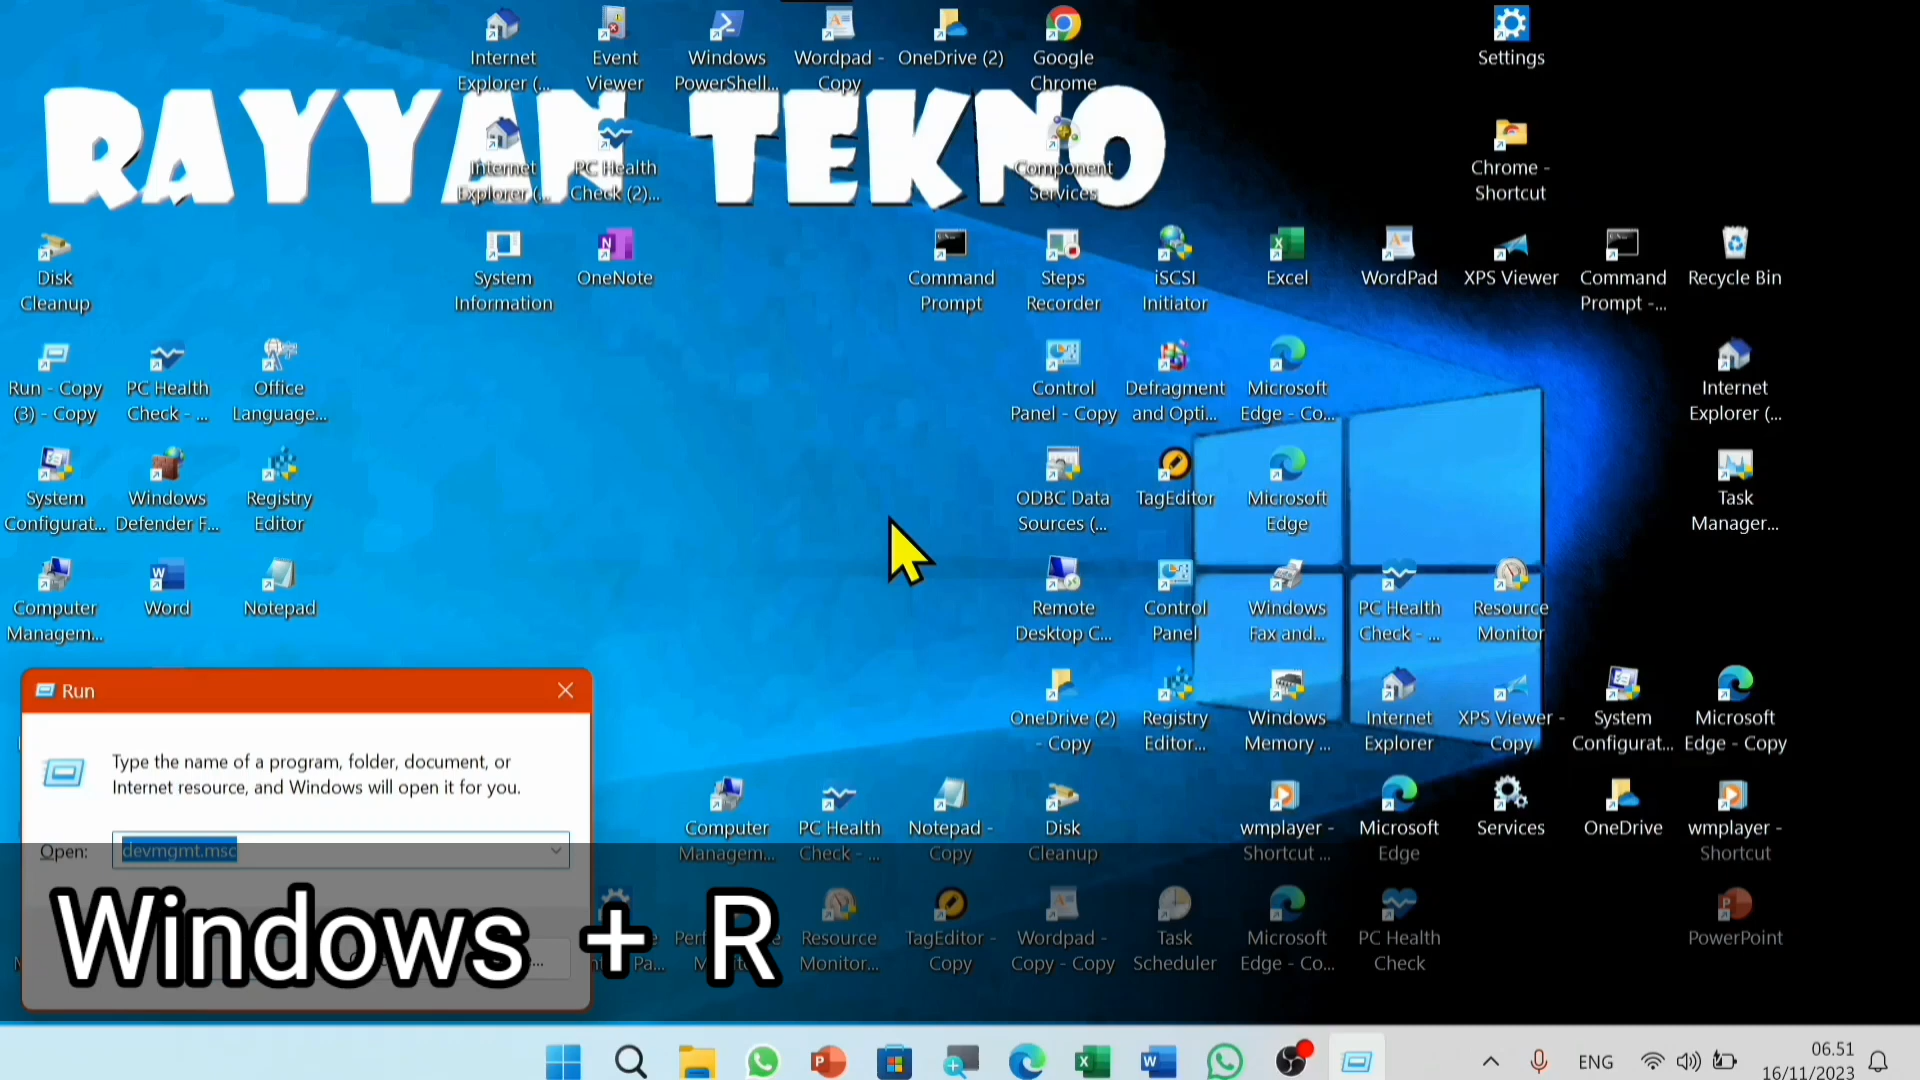 Internet
Explorer (...
Event
Viewer
Windows
PowerShell...
Wordpad -
Copy
OneDrive (2)
Google
Chrome
Settings
RAYYAN TEKNO
Internet
Explorer (...
PC Health
Check (2)...
Component
Services
Chrome -
Shortcut
Disk
Cleanup
System
Information
OneNote
Command
Prompt
Steps
Recorder
iSCSI
Initiator
Excel
WordPad
XPS Viewer
Command
Prompt -...
Recycle Bin
Run - Copy
(3) - Copy
PC Health
Check - ...
Office
Language...
Control
Panel - Copy
Defragment
and Opti...
Microsoft
Edge - Co...
Internet
Explorer (...
System
Configurat...
Windows
Defender F...
Registry
Editor
ODBC Data
Sources (...
TagEditor
Microsoft
Edge
Task
Manager...
Computer
Managem...
Word
Notepad
Remote
Desktop C...
Control
Panel
Windows
Fax and...
PC Health
Check - ...
Resource
Monitor
OneDrive (2)
- Copy
Registry
Editor...
Windows
Memory ...
Internet
Explorer
XPS Viewer -
Copy
System
Configurat...
Microsoft
Edge - Copy
Run
Type the name of a program, folder, document, or
Internet resource, and Windows will open it for you.
Open:
devmgmt.msc
Computer
Managem...
PC Health
Check - ...
Notepad -
Copy
Disk
Cleanup
wmplayer -
Shortcut ...
Microsoft
Edge
Services
OneDrive
wmplayer -
Shortcut
Windows + R
Resource
Monitor...
TagEditor -
Copy
Wordpad -
Copy - Copy
Task
Scheduler
Microsoft
Edge - Co...
PC Health
Check
PowerPoint
ENG
06.51
16/11/2023